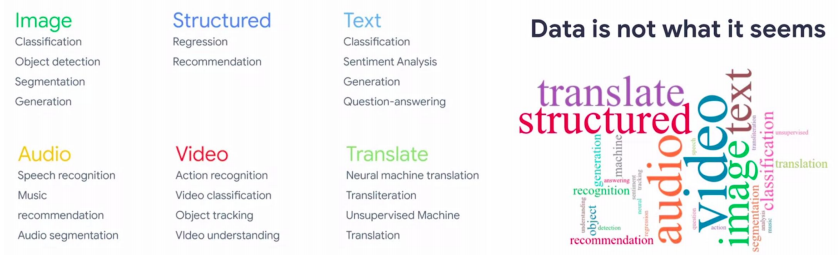 Image
Classification
Object detection
Segmentation
Generation
Structured
Regression
Recommendation
Text
Classification
Sentiment Analysis
Generation
Question-answering
Audio
Speech recognition
Music
recommendation
Audio segmentation
Video
Action recognition
Video classification
Object tracking
VIdeo understanding
Translate
Neural machine translation
Transliteration
Unsupervised Machine
Translation
Data is not what it seems
translate
structured
audio
video
image
text
classification
segmentation
generation
machine
answering
recognition
understanding
object
detection
recommendation
sentiment
tracking
neural
regression
speech
question
action
analysis
music
unsupervised
translation